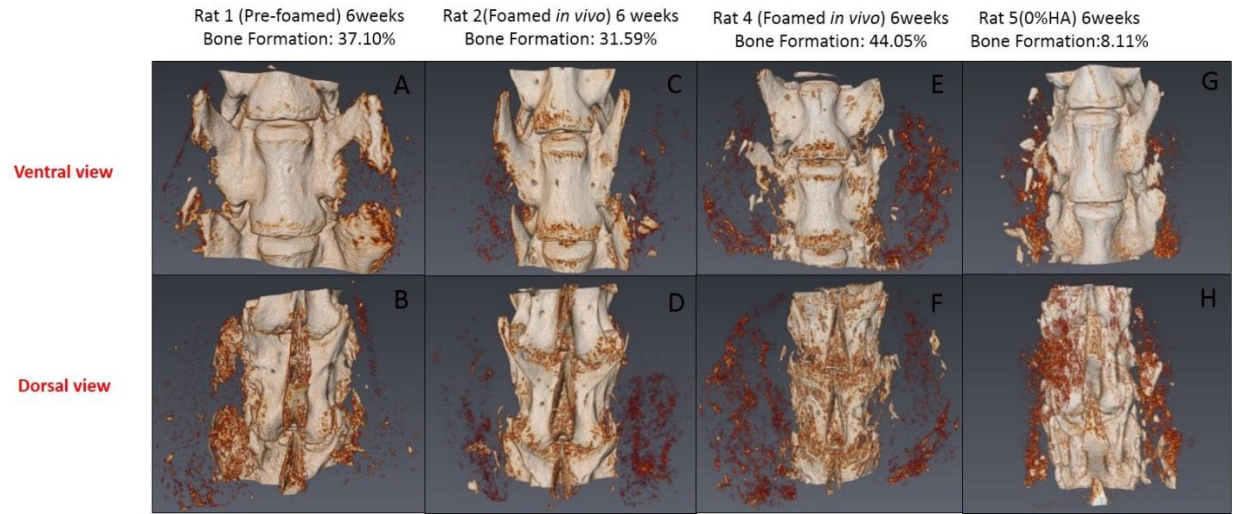 Rat 1 (Pre-foamed) 6weeks
Bone Formation: 37.10%
Rat 2(Foamed in vivo) 6 weeks
Bone Formation: 31.59%
Rat 4 (Foamed in vivo) 6weeks
Bone Formation: 44.05%
Rat 5(0%HA) 6weeks
Bone Formation:8.11%
Ventral view
A
C
E
G
Dorsal view
B
D
F
H